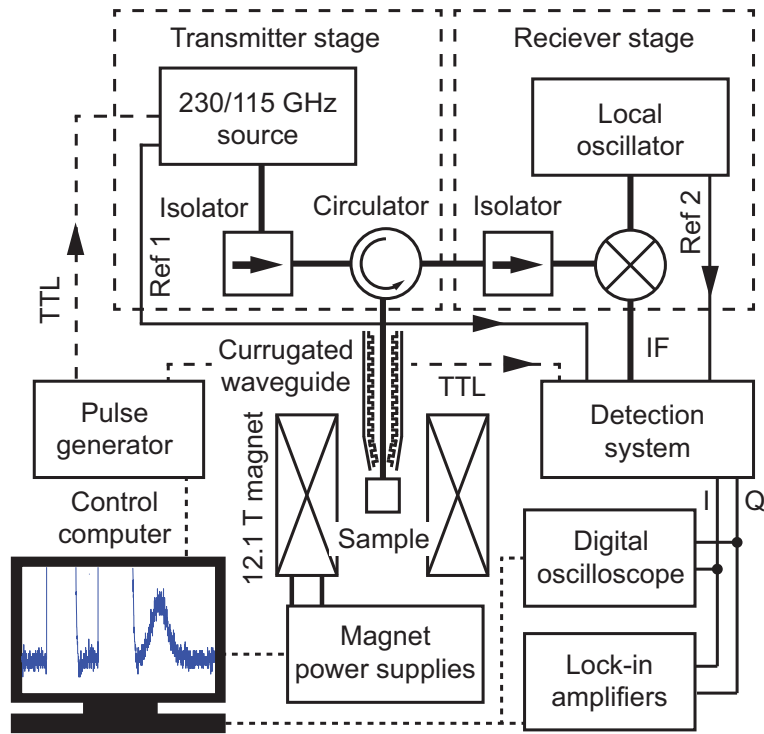 Transmitter stage
Reciever stage
230/115 GHz
source
Local
oscillator
Isolator
Circulator
Isolator
Ref 1
Ref 2
TTL
IF
Currugated
waveguide
TTL
Pulse
generator
Detection
system
12.1 T magnet
I
Q
Control
computer
Sample
Digital
oscilloscope
Magnet
power supplies
Lock-in
amplifiers